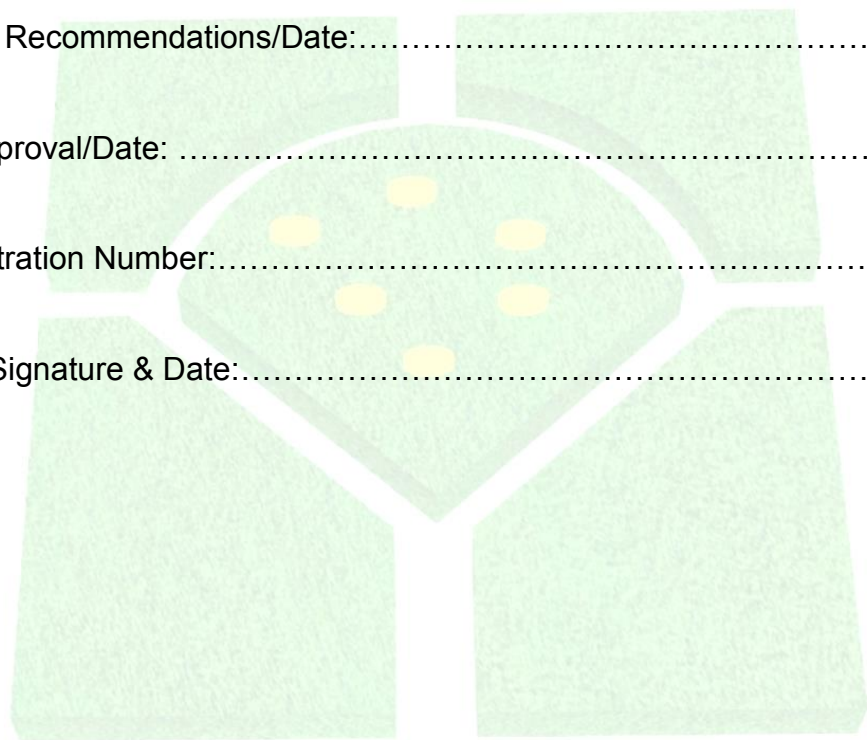 Recommendations/Date:…………………………………………………….
proval/Date: ………………………………………………………………….
tration Number:……………………………………………………………….
Signature & Date:…………………………………………………………….